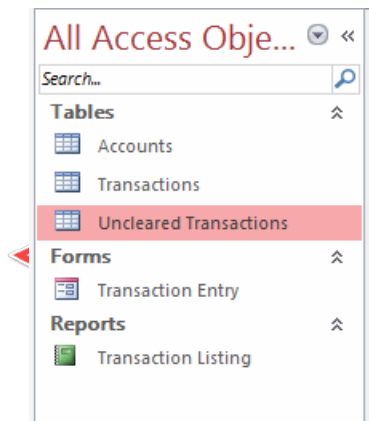 All Access Obje...
Search...
Tables
Accounts
Transactions
Uncleared Transactions
Forms
Transaction Entry
Reports
Transaction Listing